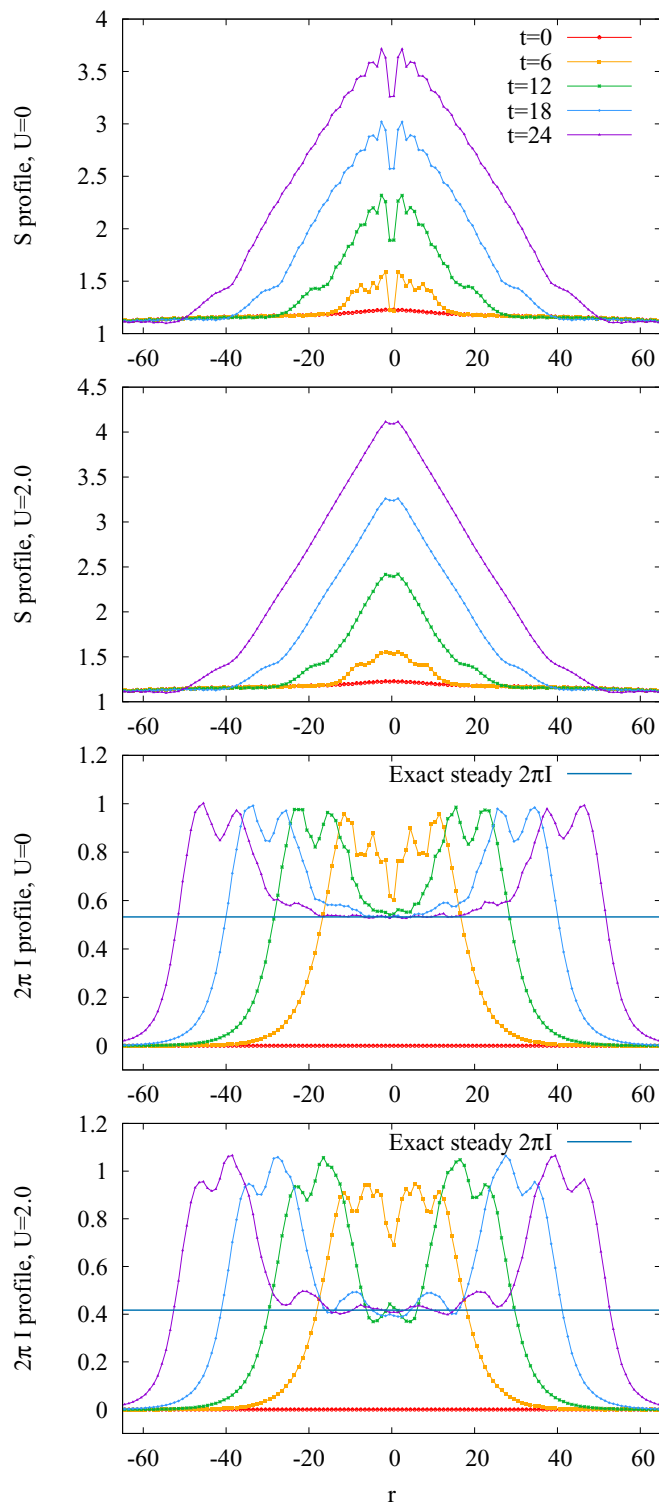 S profile, U=0
4
3.5
3
2.5
2
1.5
1
t=0
t=6
t=12
t=18
t=24
-60 -40 -20 0 20 40 60
S profile, U=2.0
4.5
4
3.5
3
2.5
2
1.5
1
-60 -40 -20 0 20 40 60
2π I profile, U=0
1.2
1
0.8
0.6
0.4
0.2
0
Exact steady 2πI
-60 -40 -20 0 20 40 60
2π I profile, U=2.0
1.2
1
0.8
0.6
0.4
0.2
0
Exact steady 2πI
-60 -40 -20 0 20 40 60
r